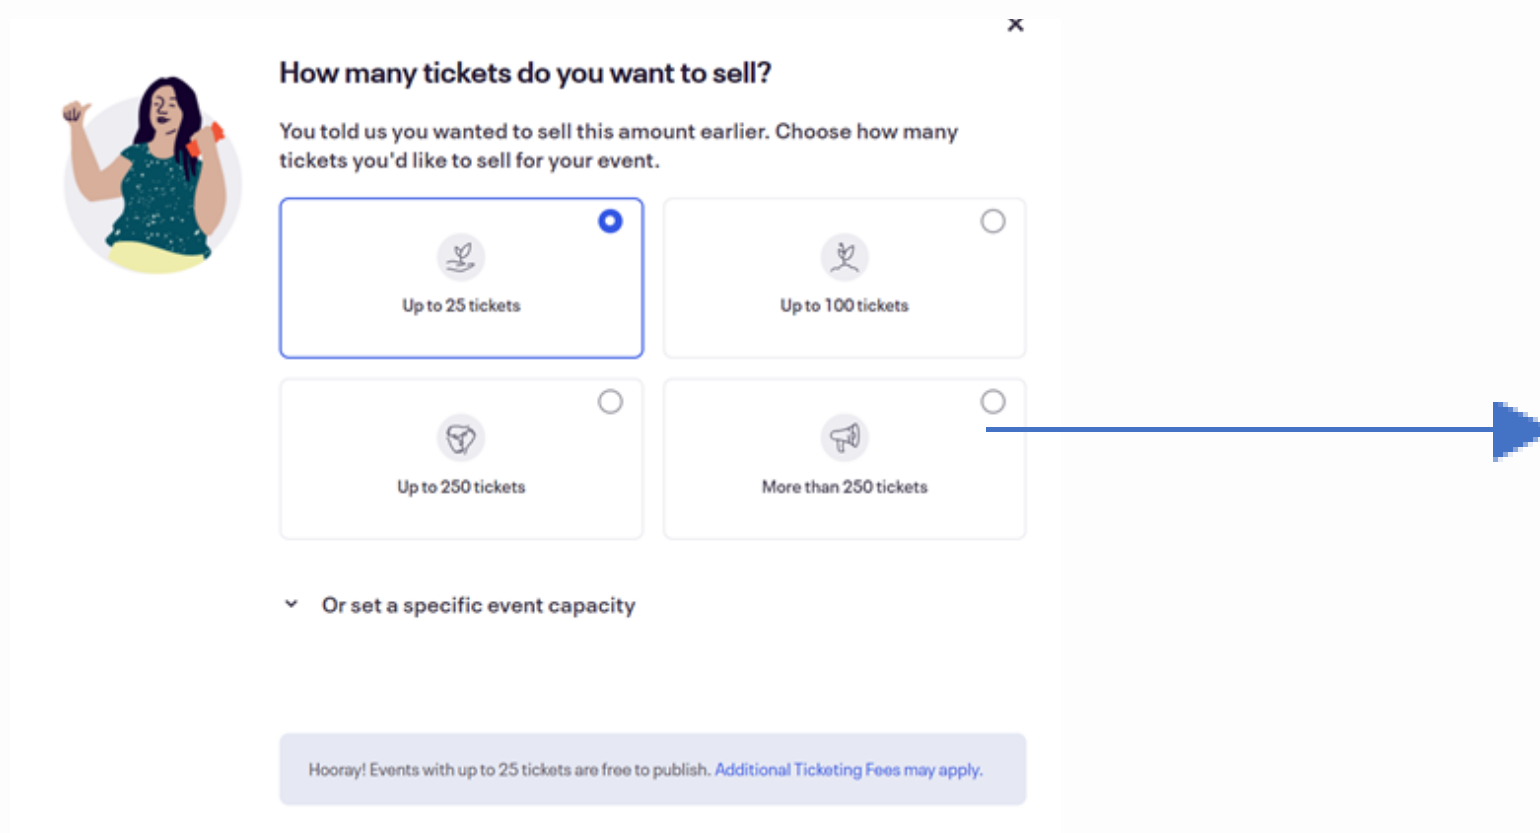 How many tickets do you want to sell?
You told us you wanted to sell this amount earlier. Choose how many
tickets you'd like to sell for your event.
Up to 25 tickets
Up to 100 tickets
Up to 250 tickets
More than 250 tickets
Or set a specific event capacity
Hooray! Events with up to 25 tickets are free to publish. Additional Ticketing Fees may apply.